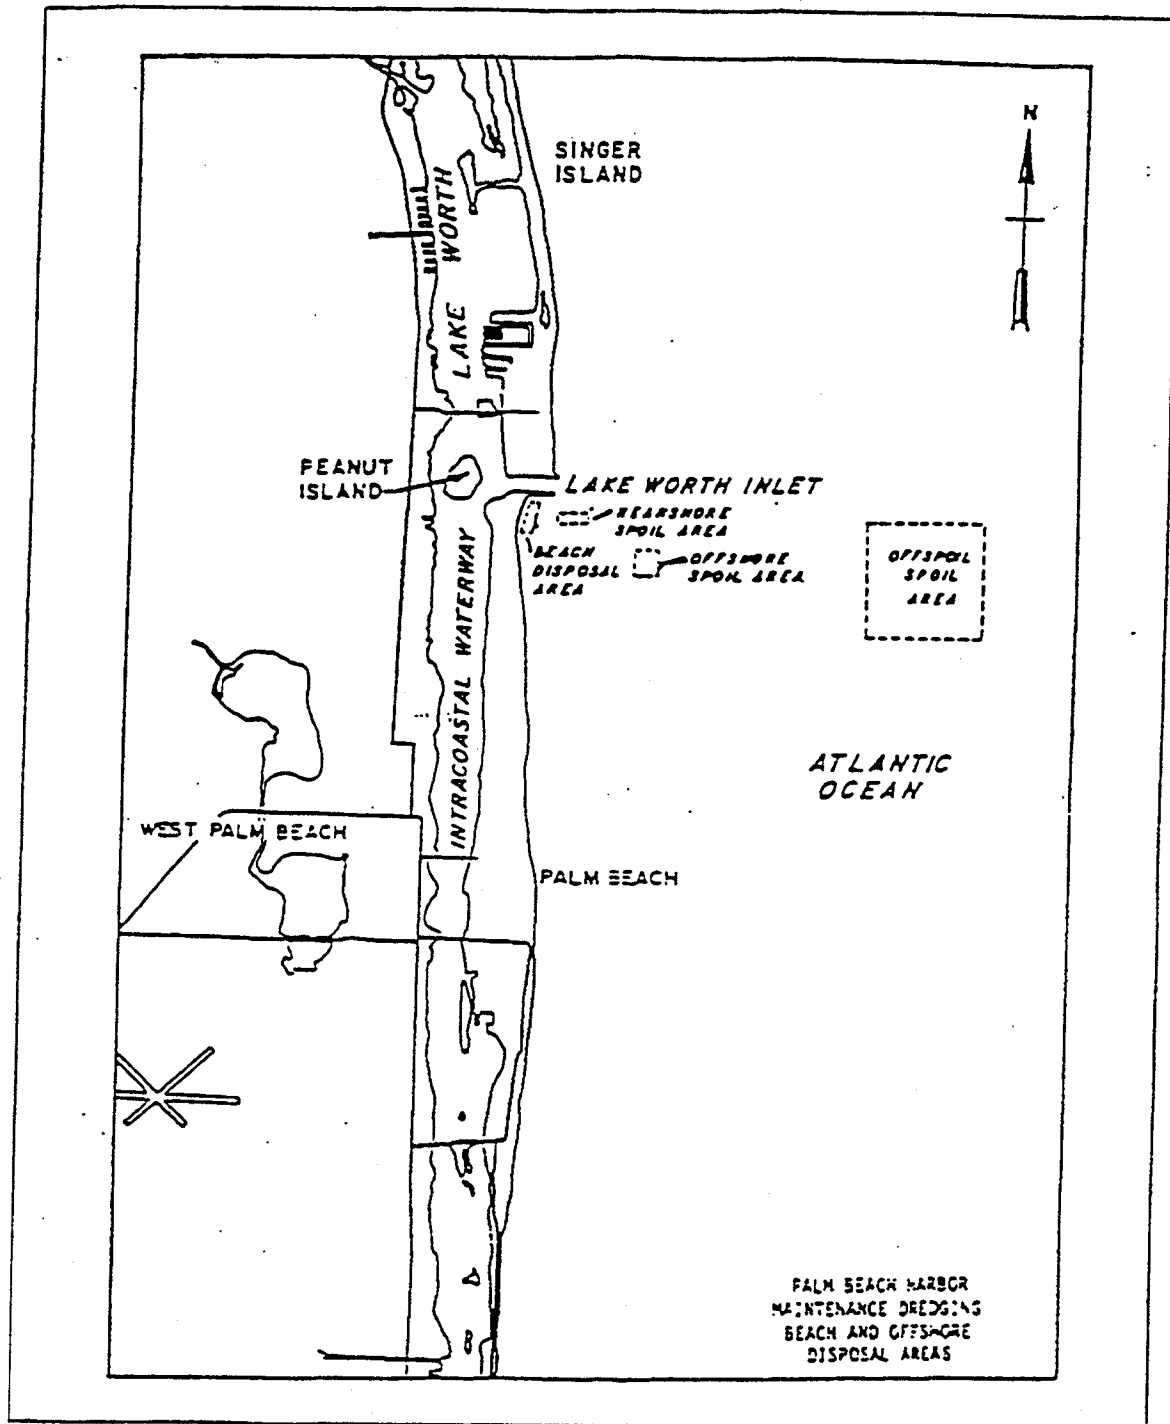 N
SINGER
ISLAND
LAKE WORTH
PEANUT
ISLAND
LAKE WORTH INLET
NEARSHORE
SPOIL AREA
BEACH
DISPOSAL
AREA
OFFSHORE
SPOIL AREA
OFFSPOIL
SPOIL
AREA
INTRACOASTAL WATERWAY
ATLANTIC
OCEAN
WEST PALM BEACH
PALM BEACH
PALM BEACH HARBOR
MAINTENANCE DREDGING
BEACH AND OFFSHORE
DISPOSAL AREAS